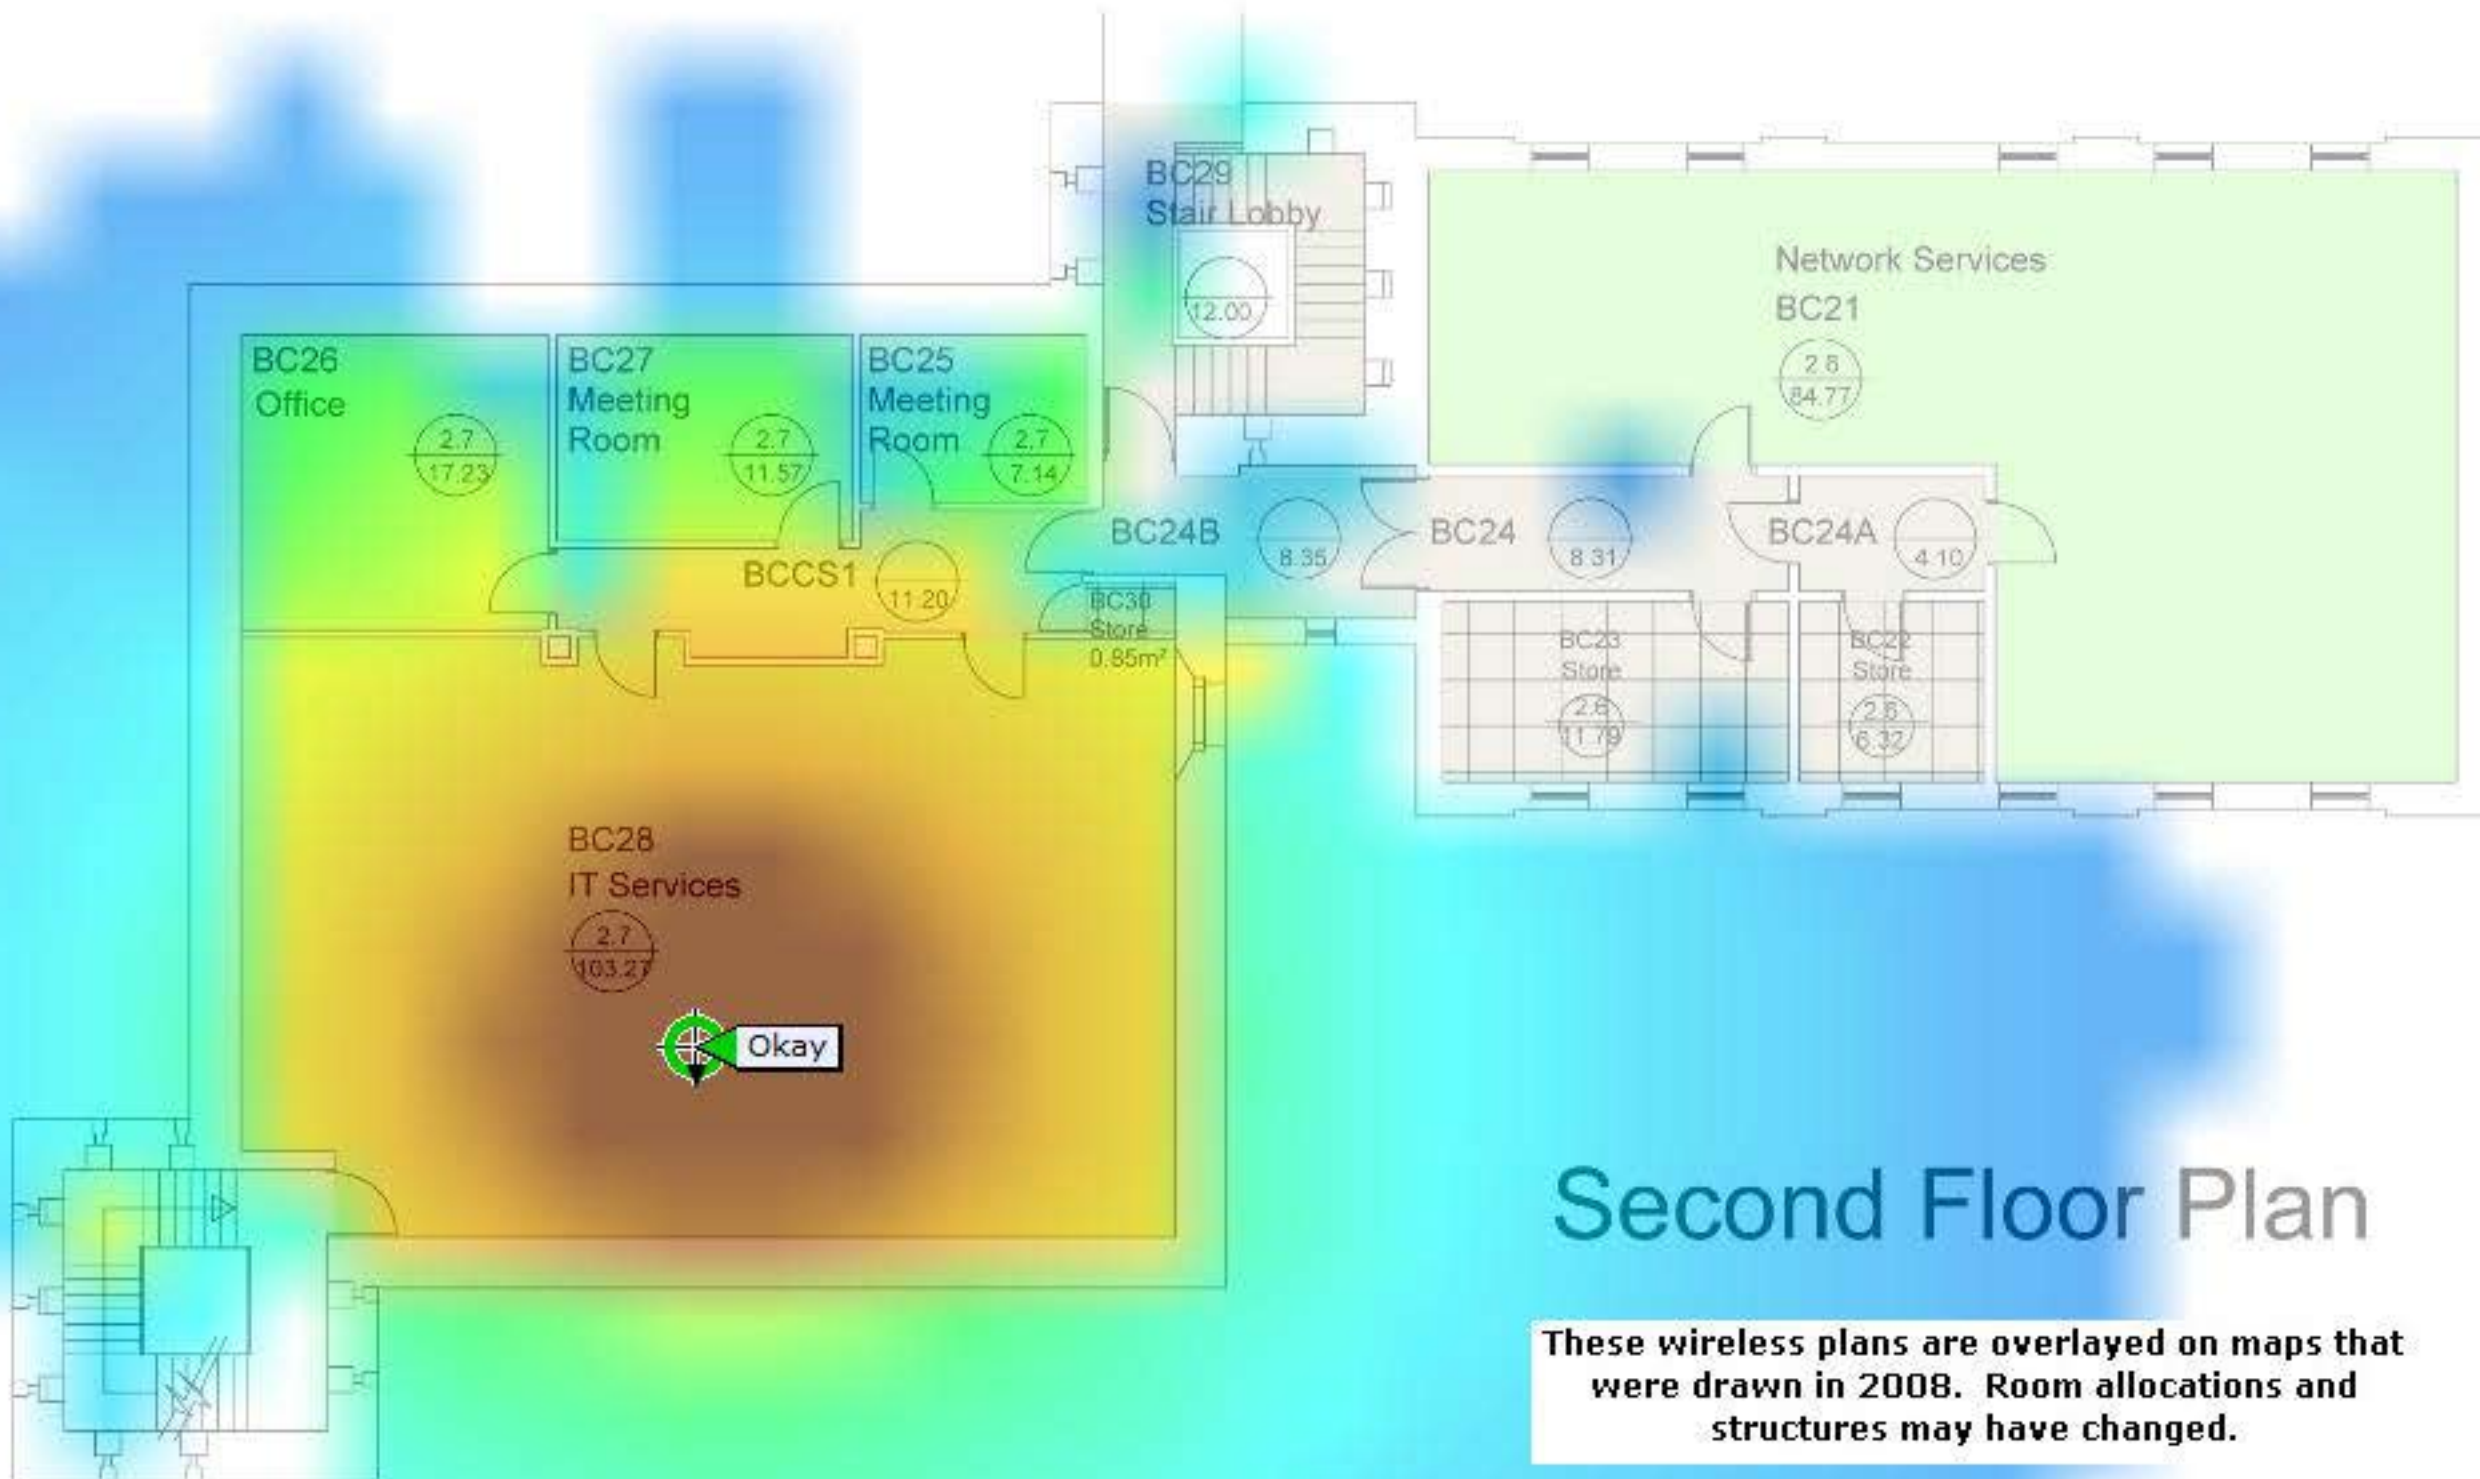 BC29
Stair Lobby
12.00
Network Services
BC21
2.6
84.77
BC26
Office
2.7
17.23
BC27
Meeting
Room
2.7
11.57
BC25
Meeting
Room
2.7
7.14
BCCS1
11.20
BC24B
8.35
BC24
8.31
BC24A
4.10
BC30
Store
0.85m²
BC23
Store
2.6
11.79
BC22
Store
2.6
6.32
BC28
IT Services
2.7
103.27
Okay
Second Floor Plan
These wireless plans are overlayed on maps that
were drawn in 2008.  Room allocations and
structures may have changed.